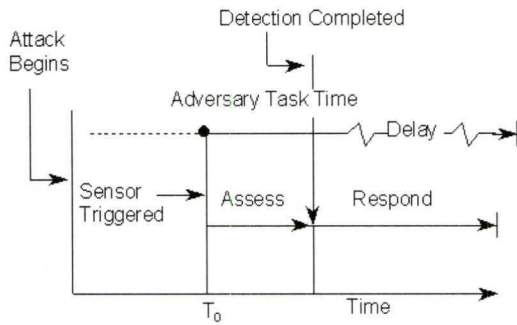 Detection Completed
Attack
Begins
Adversary Task Time
Delay
Sensor
Triggered
Assess
Respond
T0
Time